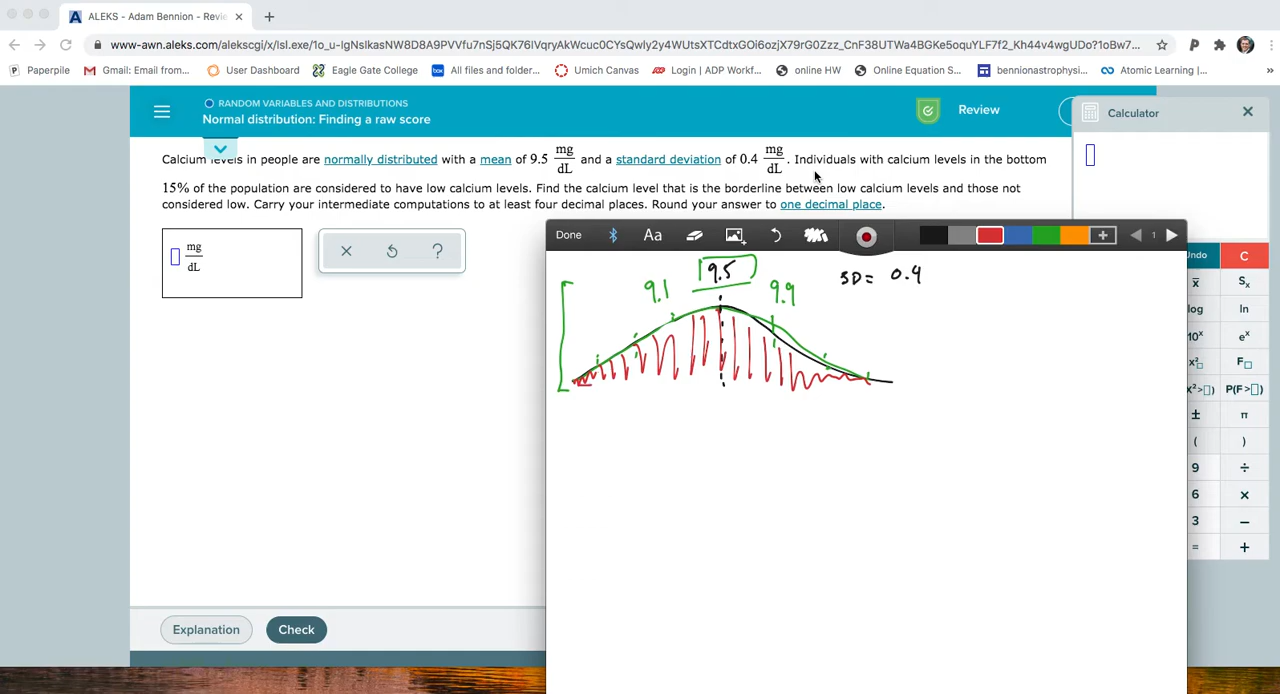 ALEKS - Adam Bennion - Revie
www-awn.aleks.com/alekscgi/x/lsl.exe/1o_u-IgNslkasNW8D8A9PVVfu7nSj5QK76IVqryAkWcuc0CYsQwIy2y4WUtsXTCdtxGOi6ozjX79rG0Zzz_CnF38UTWa4BGKe5oquYLF7f2_Kh44v4wgUDo?1oBw7...
Paperpile
Gmail: Email from...
User Dashboard
Eagle Gate College
box
All files and folder...
Umich Canvas
Login | ADP Workf...
online HW
Online Equation S...
bennionastrophysi...
Atomic Learning |...
»
RANDOM VARIABLES AND DISTRIBUTIONS
Normal distribution: Finding a raw score
Review
Calculator
Calcium levels in people are normally distributed with a mean of 9.5 mg/dL and a standard deviation of 0.4 mg/dL. Individuals with calcium levels in the bottom
15% of the population are considered to have low calcium levels. Find the calcium level that is the borderline between low calcium levels and those not
considered low. Carry your intermediate computations to at least four decimal places. Round your answer to one decimal place.
mg/dL
× ?
Done
Aa
1
9.1 9.5 9.9 SD = 0.4
Undo C
x̄ Sx
log ln
10ˣ eˣ
F□
x²>□) P(F>□)
± π
( )
9 ÷
6 ×
3 −
= +
Explanation
Check